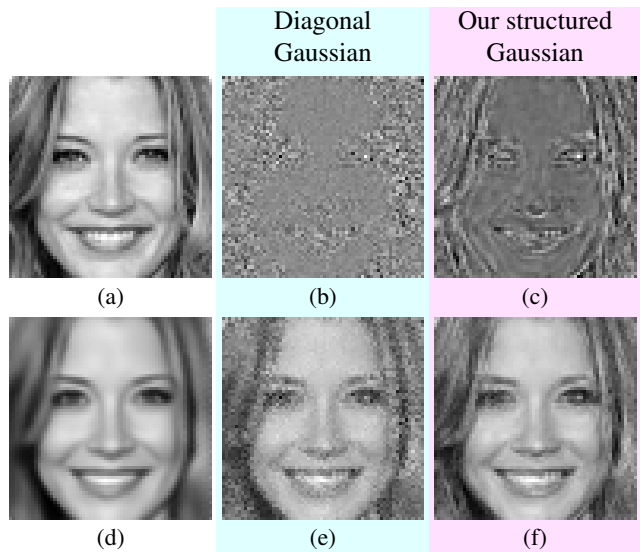 Diagonal
Gaussian
Our structured
Gaussian
(a)
(b)
(c)
(d)
(e)
(f)